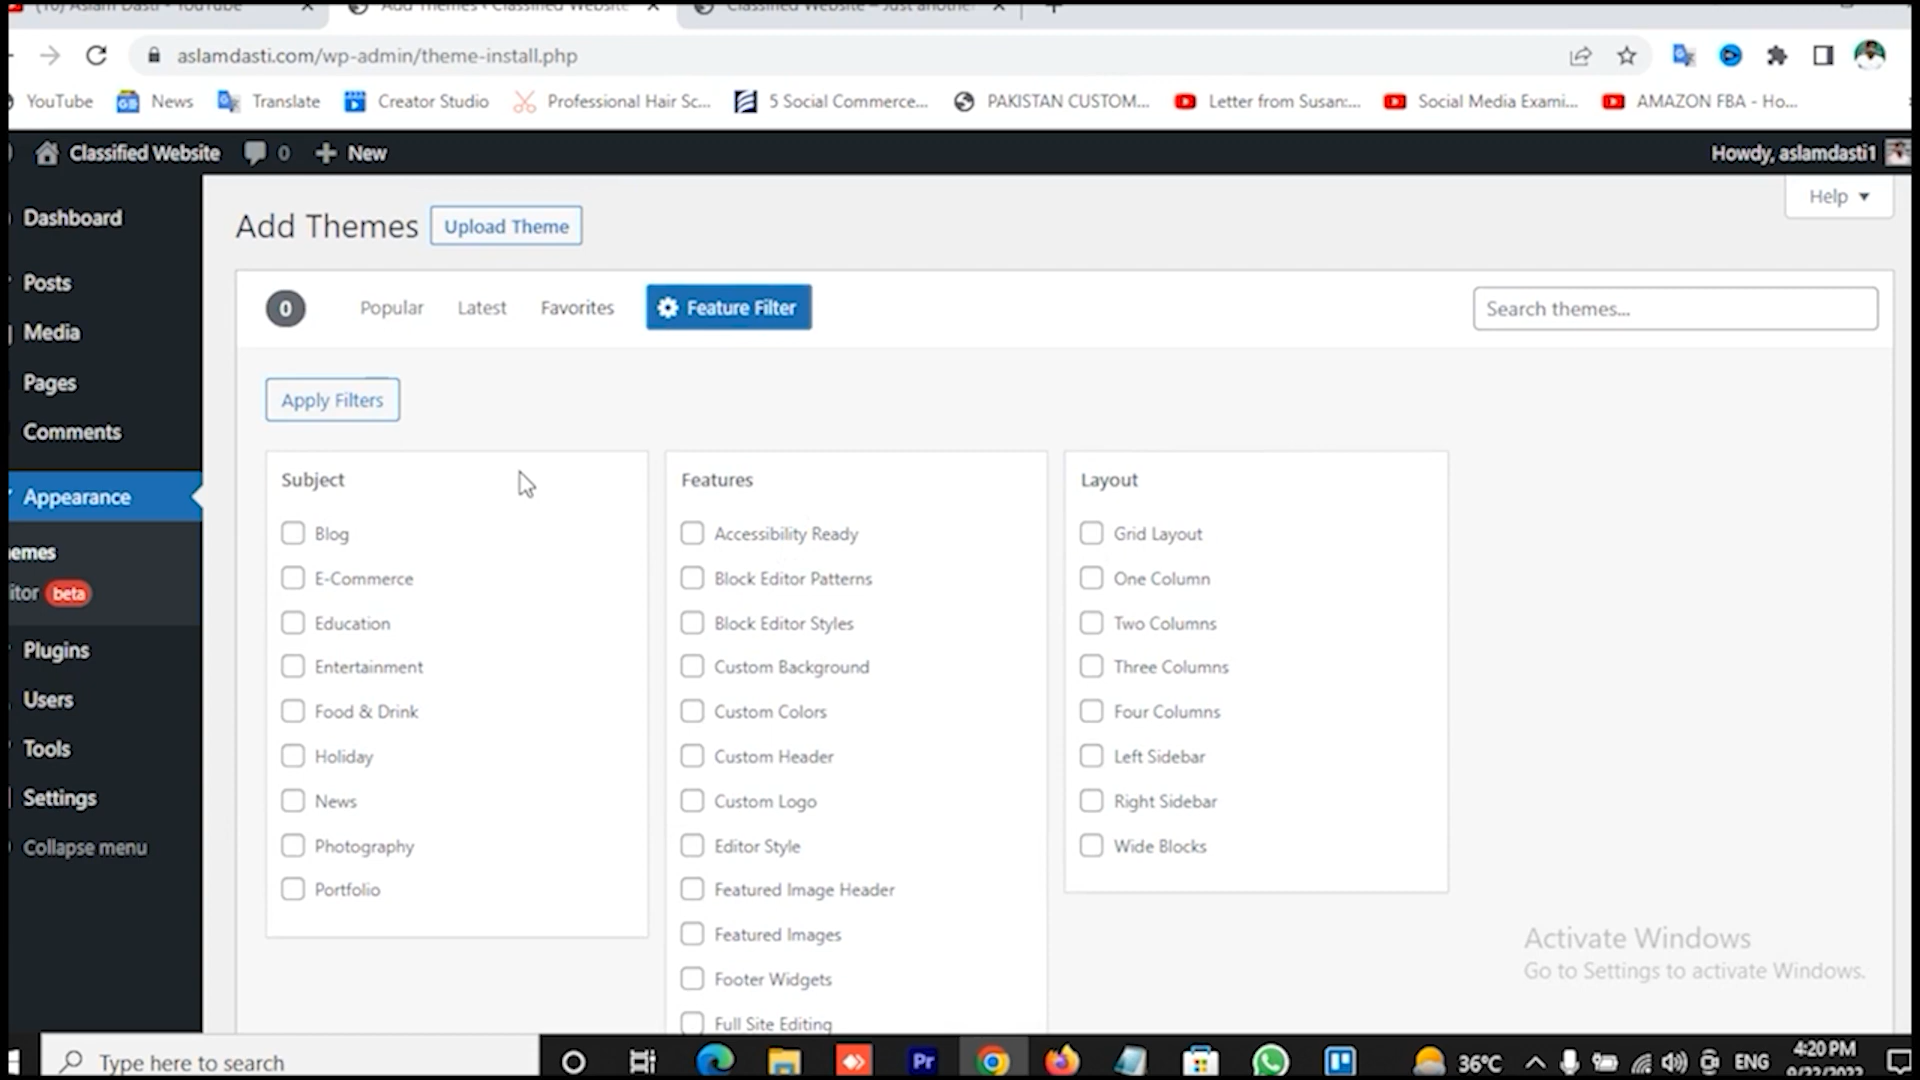 (10) Aslam Dasti - YouTube
Add Themes ‹ Classified Website
Classified Website – Just another
aslamdasti.com/wp-admin/theme-install.php
YouTube
News
Translate
Creator Studio
Professional Hair Sc...
5 Social Commerce...
PAKISTAN CUSTOM...
Letter from Susan:...
Social Media Exami...
AMAZON FBA - Ho...
Classified Website
0
New
Howdy, aslamdasti1
Help
Dashboard
Posts
Media
Pages
Comments
Appearance
emes
itor beta
Plugins
Users
Tools
Settings
Collapse menu
Add Themes
Upload Theme
0
Popular
Latest
Favorites
Feature Filter
Search themes...
Apply Filters
Subject
Blog
E-Commerce
Education
Entertainment
Food & Drink
Holiday
News
Photography
Portfolio
Features
Accessibility Ready
Block Editor Patterns
Block Editor Styles
Custom Background
Custom Colors
Custom Header
Custom Logo
Editor Style
Featured Image Header
Featured Images
Footer Widgets
Full Site Editing
Layout
Grid Layout
One Column
Two Columns
Three Columns
Four Columns
Left Sidebar
Right Sidebar
Wide Blocks
Activate Windows
Go to Settings to activate Windows.
Type here to search
Pr
36°C
ENG
4:20 PM
9/22/2022